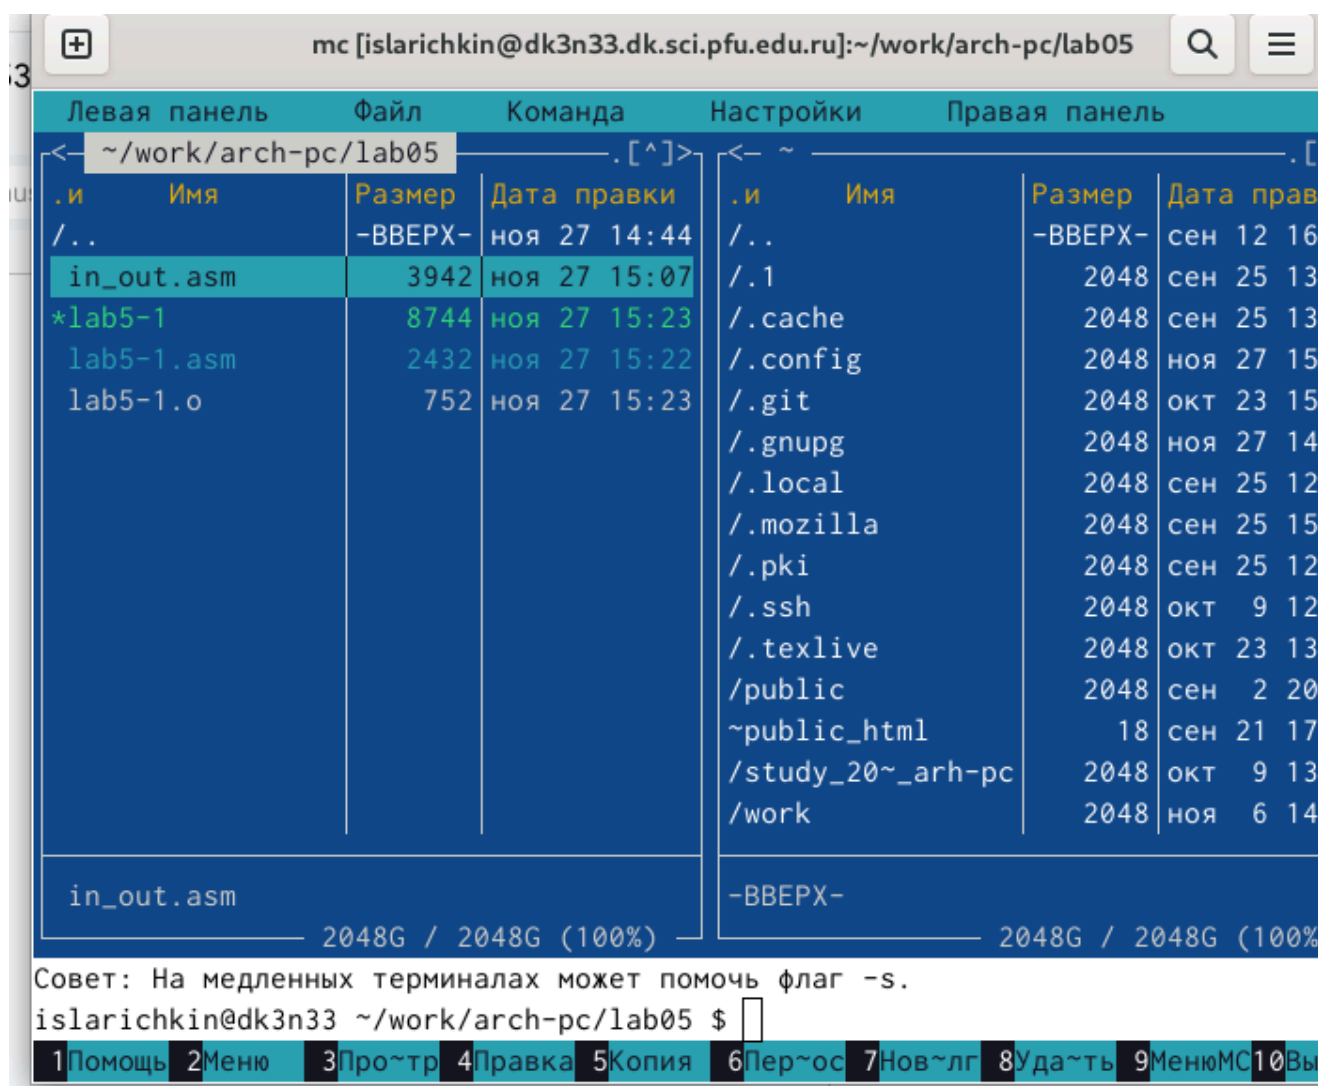 mc [islarichkin@dk3n33.dk.sci.pfu.edu.ru]:~/work/arch-pc/lab05
Левая панель Файл Команда Настройки Правая панель
<— ~/work/arch-pc/lab05 .[^]> <— ~ .[
.и Имя Размер Дата правки .и Имя Размер Дата прав
/.. -ВВЕРХ- ноя 27 14:44 /.. -ВВЕРХ- сен 12 16
in_out.asm 3942 ноя 27 15:07 /.1 2048 сен 25 13
*lab5-1 8744 ноя 27 15:23 /.cache 2048 сен 25 13
lab5-1.asm 2432 ноя 27 15:22 /.config 2048 ноя 27 15
lab5-1.o 752 ноя 27 15:23 /.git 2048 окт 23 15
/.gnupg 2048 ноя 27 14
/.local 2048 сен 25 12
/.mozilla 2048 сен 25 15
/.pki 2048 сен 25 12
/.ssh 2048 окт 9 12
/.texlive 2048 окт 23 13
/public 2048 сен 2 20
~public_html 18 сен 21 17
/study_20~_arh-pc 2048 окт 9 13
/work 2048 ноя 6 14
in_out.asm -ВВЕРХ-
2048G / 2048G (100%) 2048G / 2048G (100%
Совет: На медленных терминалах может помочь флаг -s.
islarichkin@dk3n33 ~/work/arch-pc/lab05 $
1Помощь 2Меню 3Про~тр 4Правка 5Копия 6Пер~ос 7Нов~лг 8Уда~ть 9МенюМС 10Вы